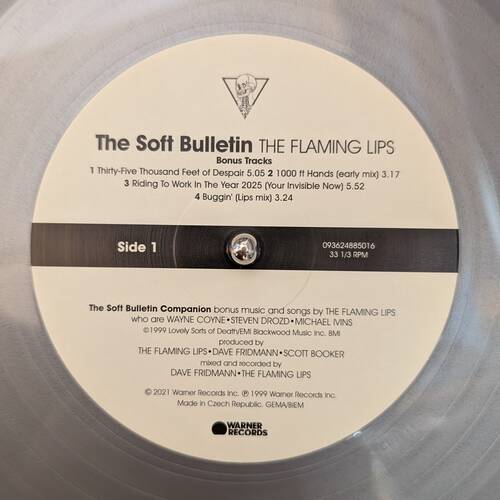 The Soft Bulletin THE FLAMING LIPS
Bonus Tracks
1 Thirty-Five Thousand Feet of Despair 5.05 2 1000 ft Hands (early mix) 3.17
3 Riding To Work In The Year 2025 (Your Invisible Now) 5.52
4 Buggin' (Lips mix) 3.24
Side 1
093624885016
33 1/3 RPM
The Soft Bulletin Companion bonus music and songs by THE FLAMING LIPS
who are WAYNE COYNE•STEVEN DROZD•MICHAEL IVINS
©1999 Lovely Sorts of Death/EMI Blackwood Music Inc. BMI
produced by
THE FLAMING LIPS•DAVE FRIDMANN•SCOTT BOOKER
mixed and recorded by
DAVE FRIDMANN•THE FLAMING LIPS
© 2021 Warner Records Inc. ℗ 1999 Warner Records Inc.
Made in Czech Republic. GEMA/BIEM
WARNER
RECORDS